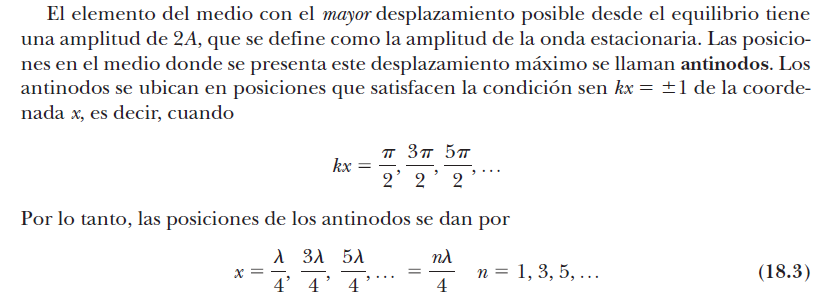 El elemento del medio con el mayor desplazamiento posible desde el equilibrio tiene
una amplitud de 2A, que se define como la amplitud de la onda estacionaria. Las posicio-
nes en el medio donde se presenta este desplazamiento máximo se llaman antinodos. Los
antinodos se ubican en posiciones que satisfacen la condición sen kx = ±1 de la coorde-
nada x, es decir, cuando
kx = π/2, 3π/2, 5π/2, …
Por lo tanto, las posiciones de los antinodos se dan por
x = λ/4, 3λ/4, 5λ/4, … = nλ/4 n = 1, 3, 5, … (18.3)